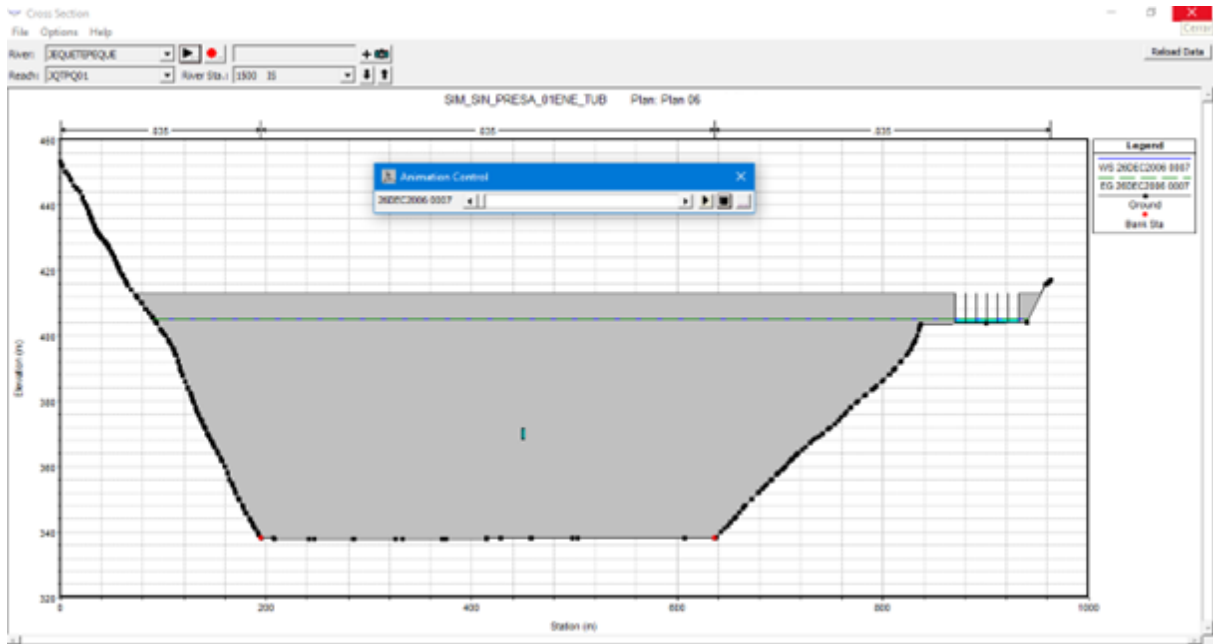 Cross Section
File Options Help
Cerrar
River: JEQUETEPEQUE
Reload Data
Reach: JQTPQ01 River Sta.: 1500 IS
SIM_SIN_PRESA_01ENE_TUB Plan: Plan 06
.035 .035 .035
Legend
WS 26DEC2006 0007
EG 26DEC2006 0007
Ground
Bank Sta
Animation Control
26DEC2006 0007
460
440
420
400
380
360
340
320
Elevation (m)
0 200 400 600 800 1000
Station (m)